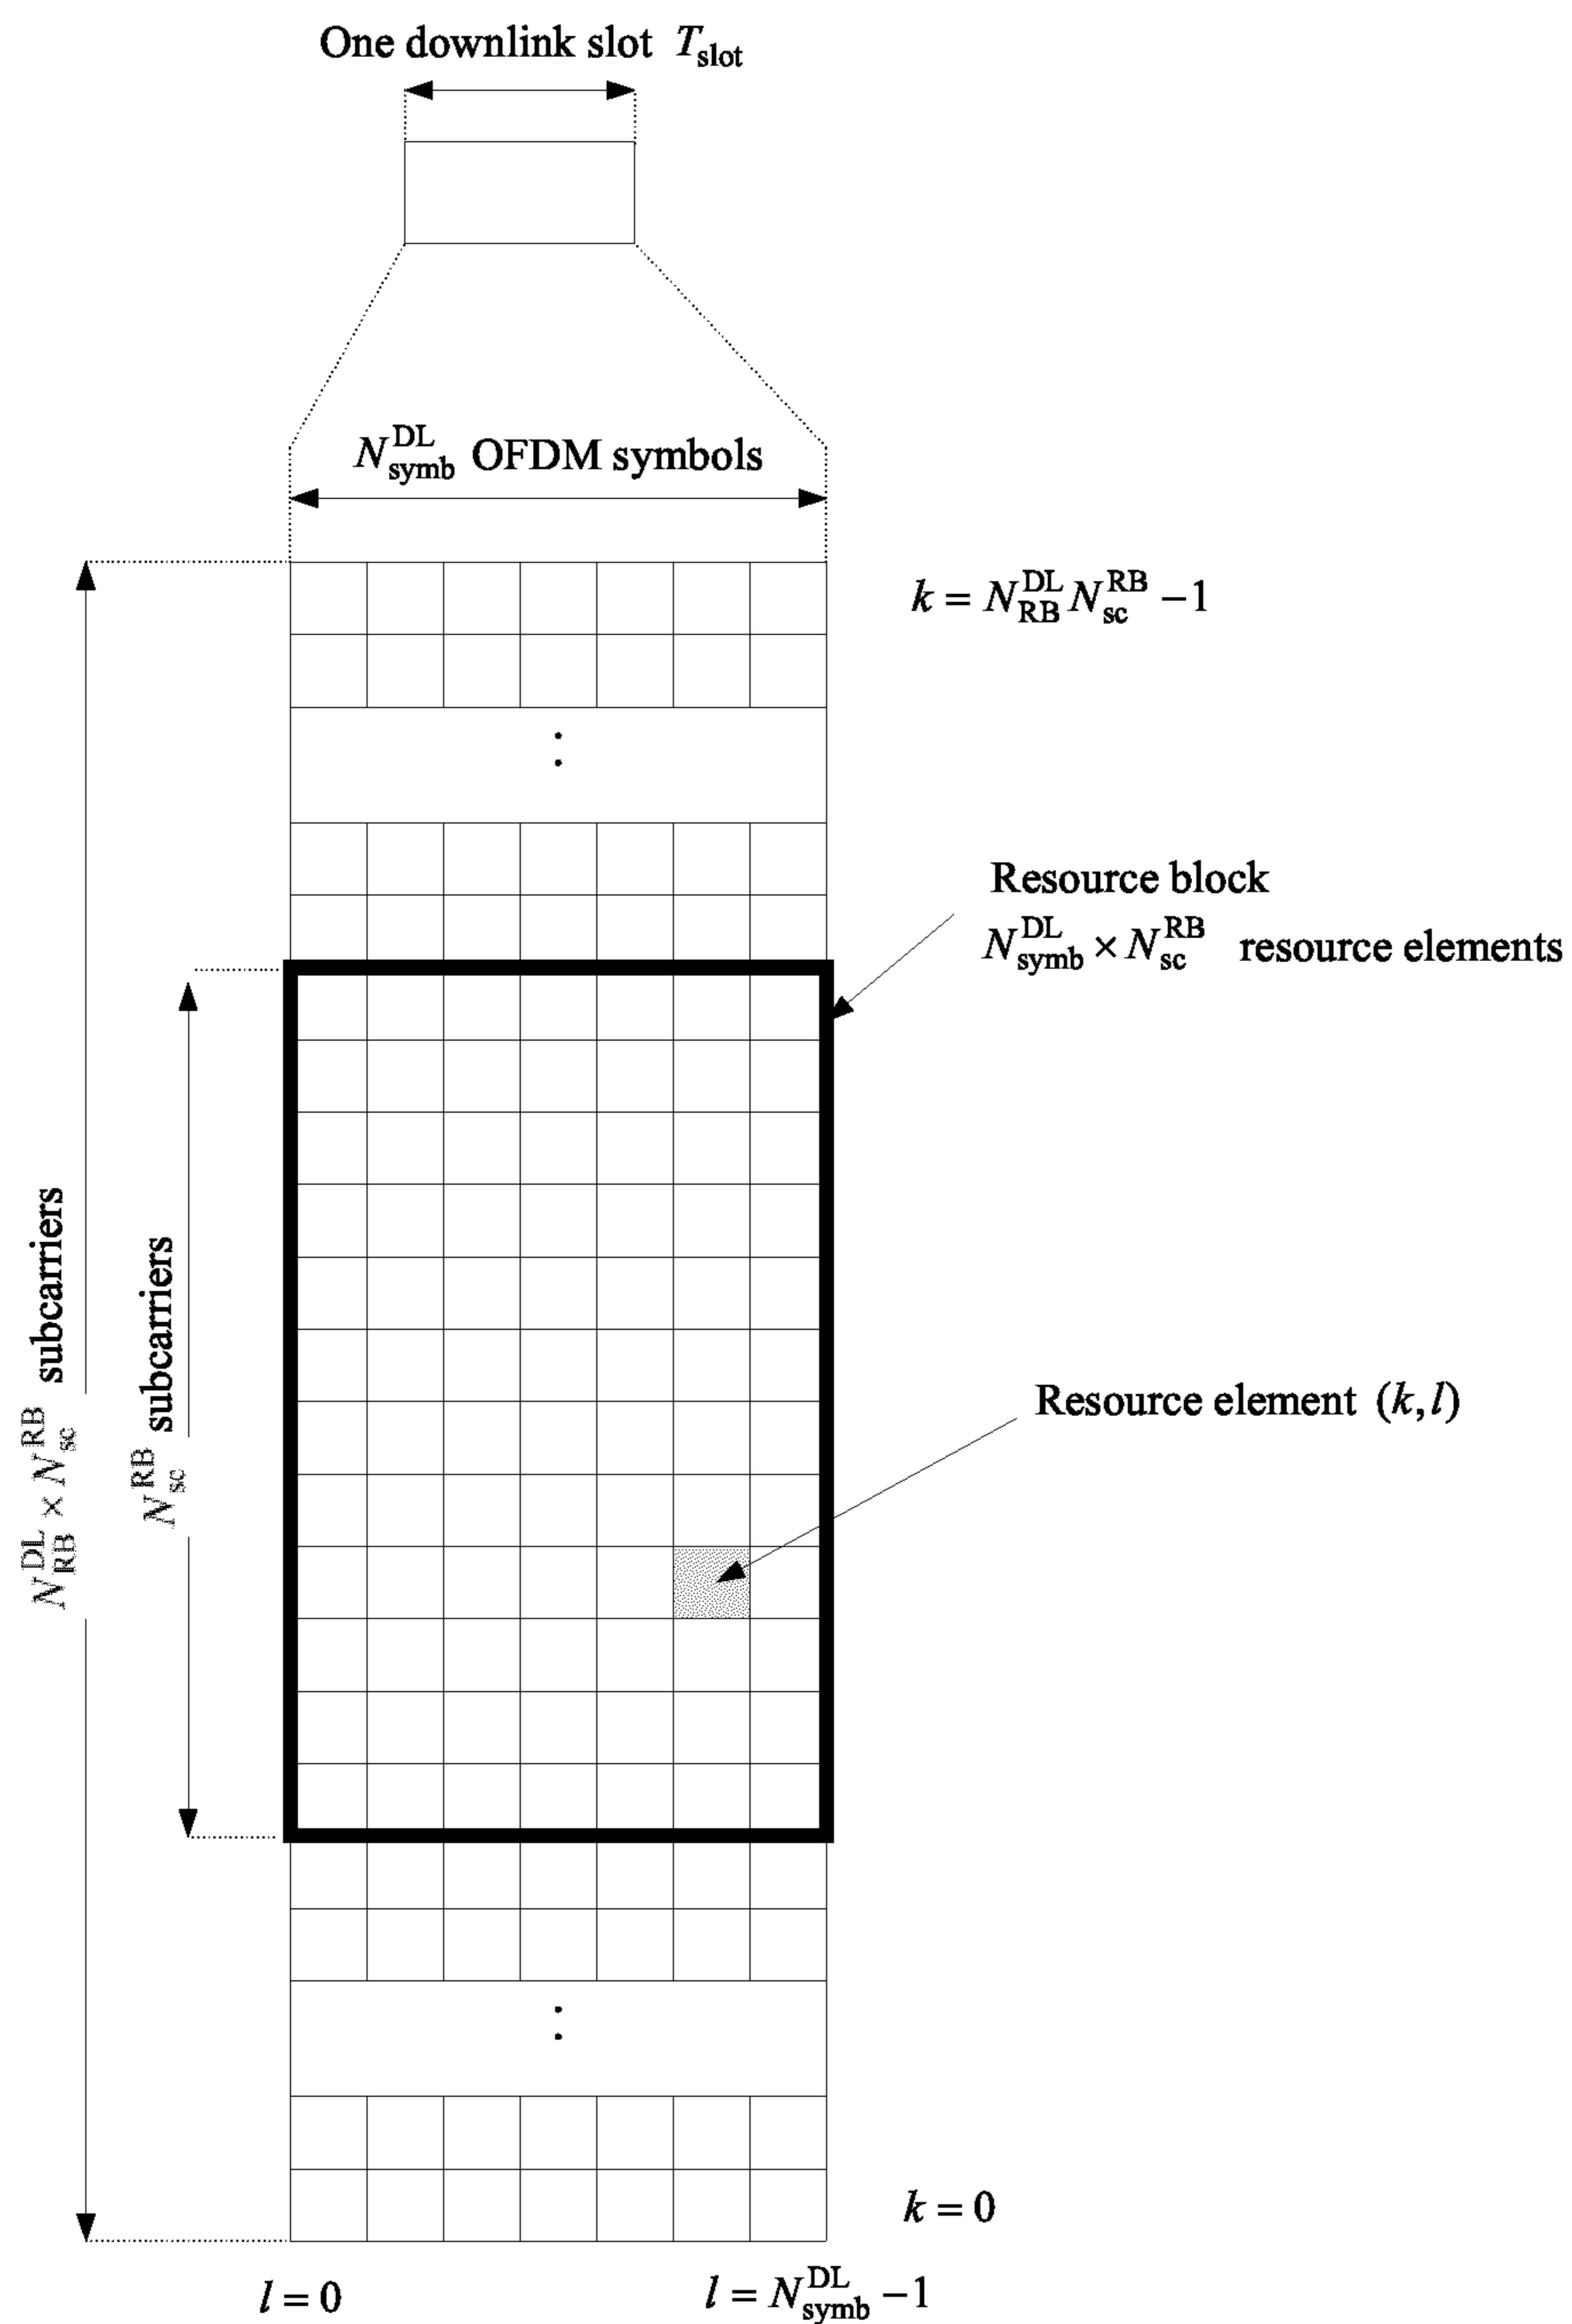 One downlink slot T_slot
N_symb^DL OFDM symbols
k = N_RB^DL N_sc^RB − 1
Resource block
N_symb^DL × N_sc^RB resource elements
N_RB^DL × N_sc^RB subcarriers
N_sc^RB subcarriers
Resource element (k, l)
k = 0
l = 0
l = N_symb^DL − 1